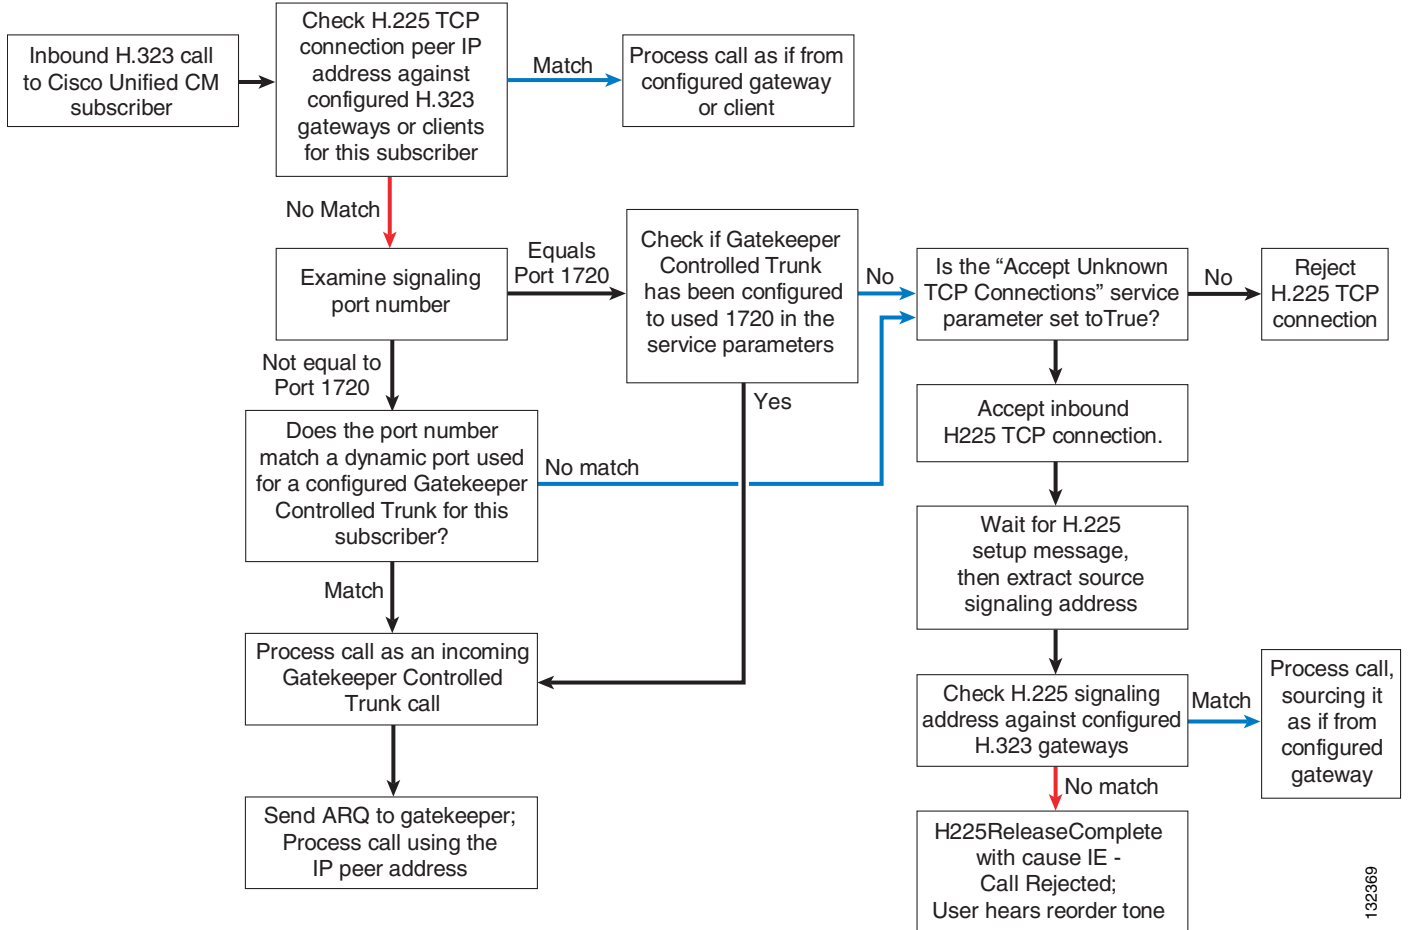 Inbound H.323 call
to Cisco Unified CM
subscriber
Check H.225 TCP
connection peer IP
address against
configured H.323
gateways or clients
for this subscriber
Match
Process call as if from
configured gateway
or client
No Match
Examine signaling
port number
Equals
Port 1720
Check if Gatekeeper
Controlled Trunk
has been configured
to used 1720 in the
service parameters
No
Is the “Accept Unknown
TCP Connections” service
parameter set toTrue?
No
Reject
H.225 TCP
connection
Not equal to
Port 1720
Yes
Accept inbound
H225 TCP connection.
Does the port number
match a dynamic port used
for a configured Gatekeeper
Controlled Trunk for this
subscriber?
No match
Wait for H.225
setup message,
then extract source
signaling address
Match
Process call as an incoming
Gatekeeper Controlled
Trunk call
Check H.225 signaling
address against configured
H.323 gateways
Match
Process call,
sourcing it
as if from
configured
gateway
No match
Send ARQ to gatekeeper;
Process call using the
IP peer address
H225ReleaseComplete
with cause IE -
Call Rejected;
User hears reorder tone
132369